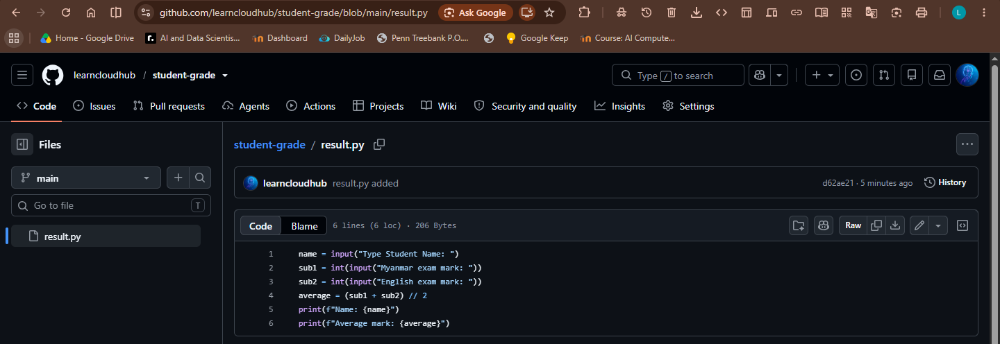 github.com/learncloudhub/student-grade/blob/main/result.py Ask Google L
Home - Google Drive r. AI and Data Scientis... Dashboard DailyJob Penn Treebank P.O.... Google Keep Course: AI Compute...
learncloudhub / student-grade Type / to search
Code Issues Pull requests Agents Actions Projects Wiki Security and quality Insights Settings
Files
student-grade / result.py
main
learncloudhub result.py added d62ae21 · 5 minutes ago History
Go to file T
Code Blame 6 lines (6 loc) · 206 Bytes Raw
result.py
1 name = input("Type Student Name: ")
2 sub1 = int(input("Myanmar exam mark: "))
3 sub2 = int(input("English exam mark: "))
4 average = (sub1 + sub2) // 2
5 print(f"Name: {name}")
6 print(f"Average mark: {average}")